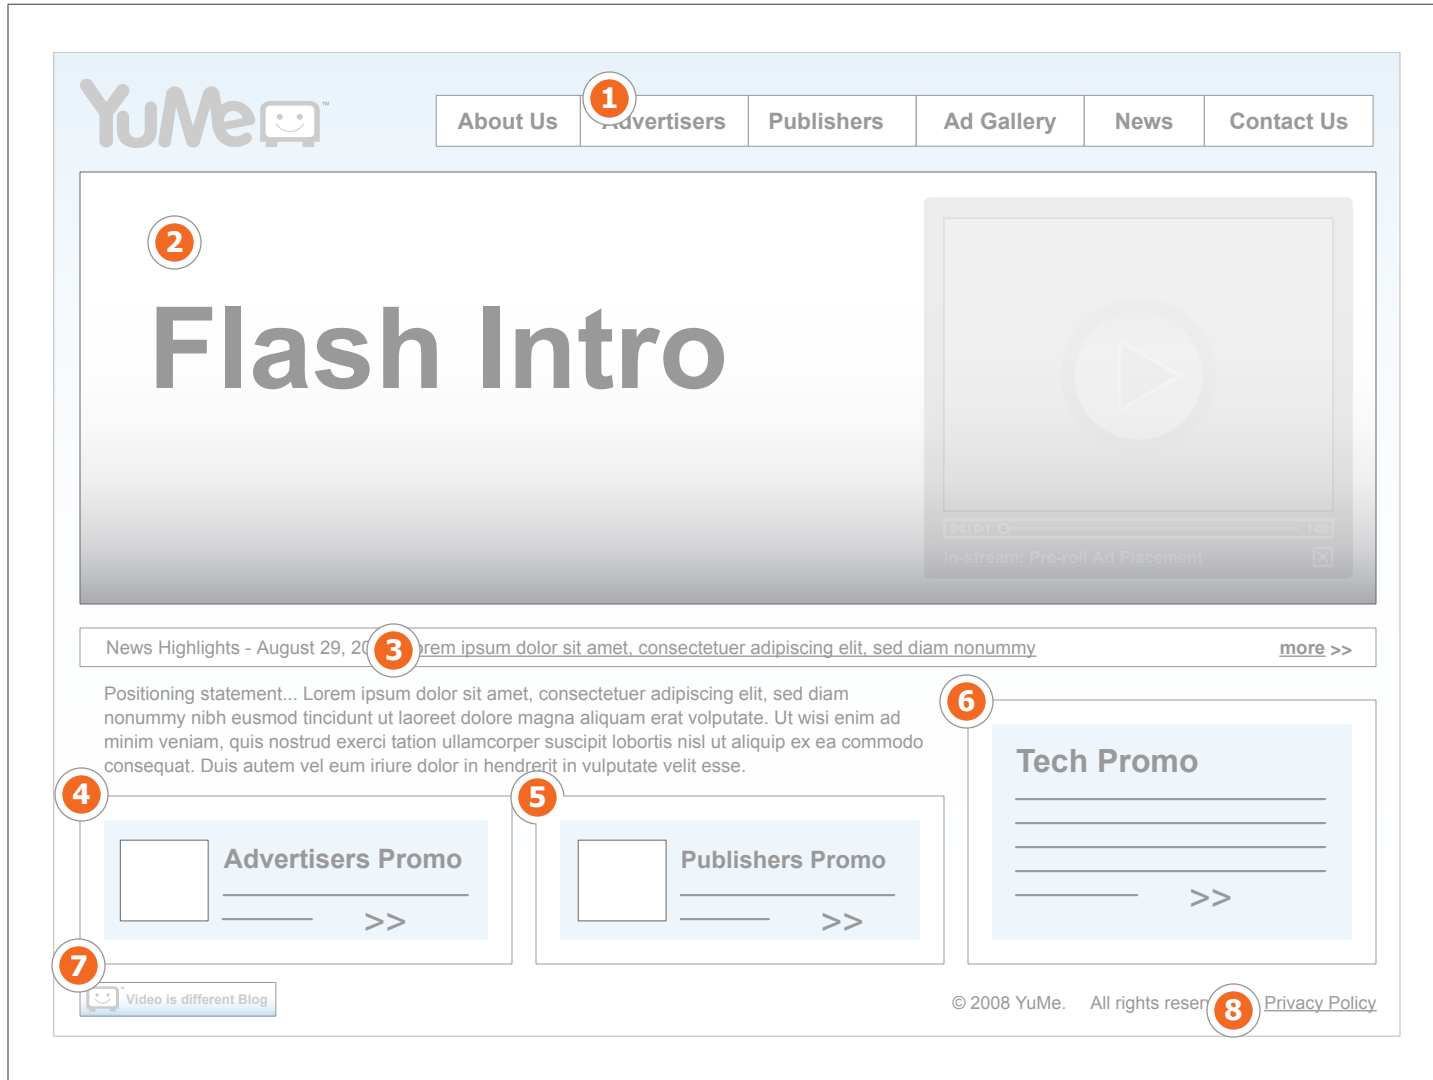 YuMe™
1
About Us Advertisers Publishers Ad Gallery News Contact Us
2
Flash Intro
In-stream: Pre-roll Ad Placement
News Highlights - August 29, 3 ipsum dolor sit amet, consectetuer adipiscing elit, sed diam nonummy more >>
Positioning statement... Lorem ipsum dolor sit amet, consectetuer adipiscing elit, sed diam
nonummy nibh eusmod tincidunt ut laoreet dolore magna aliquam erat volputate. Ut wisi enim ad
minim veniam, quis nostrud exerci tation ullamcorper suscipit lobortis nisl ut aliquip ex ea commodo
consequat. Duis autem vel eum iriure dolor in hendrerit in vulputate velit esse.
6
Tech Promo
>>
4
Advertisers Promo
>>
5
Publishers Promo
>>
7
Video is different Blog
© 2008 YuMe. All rights 8 Privacy Policy